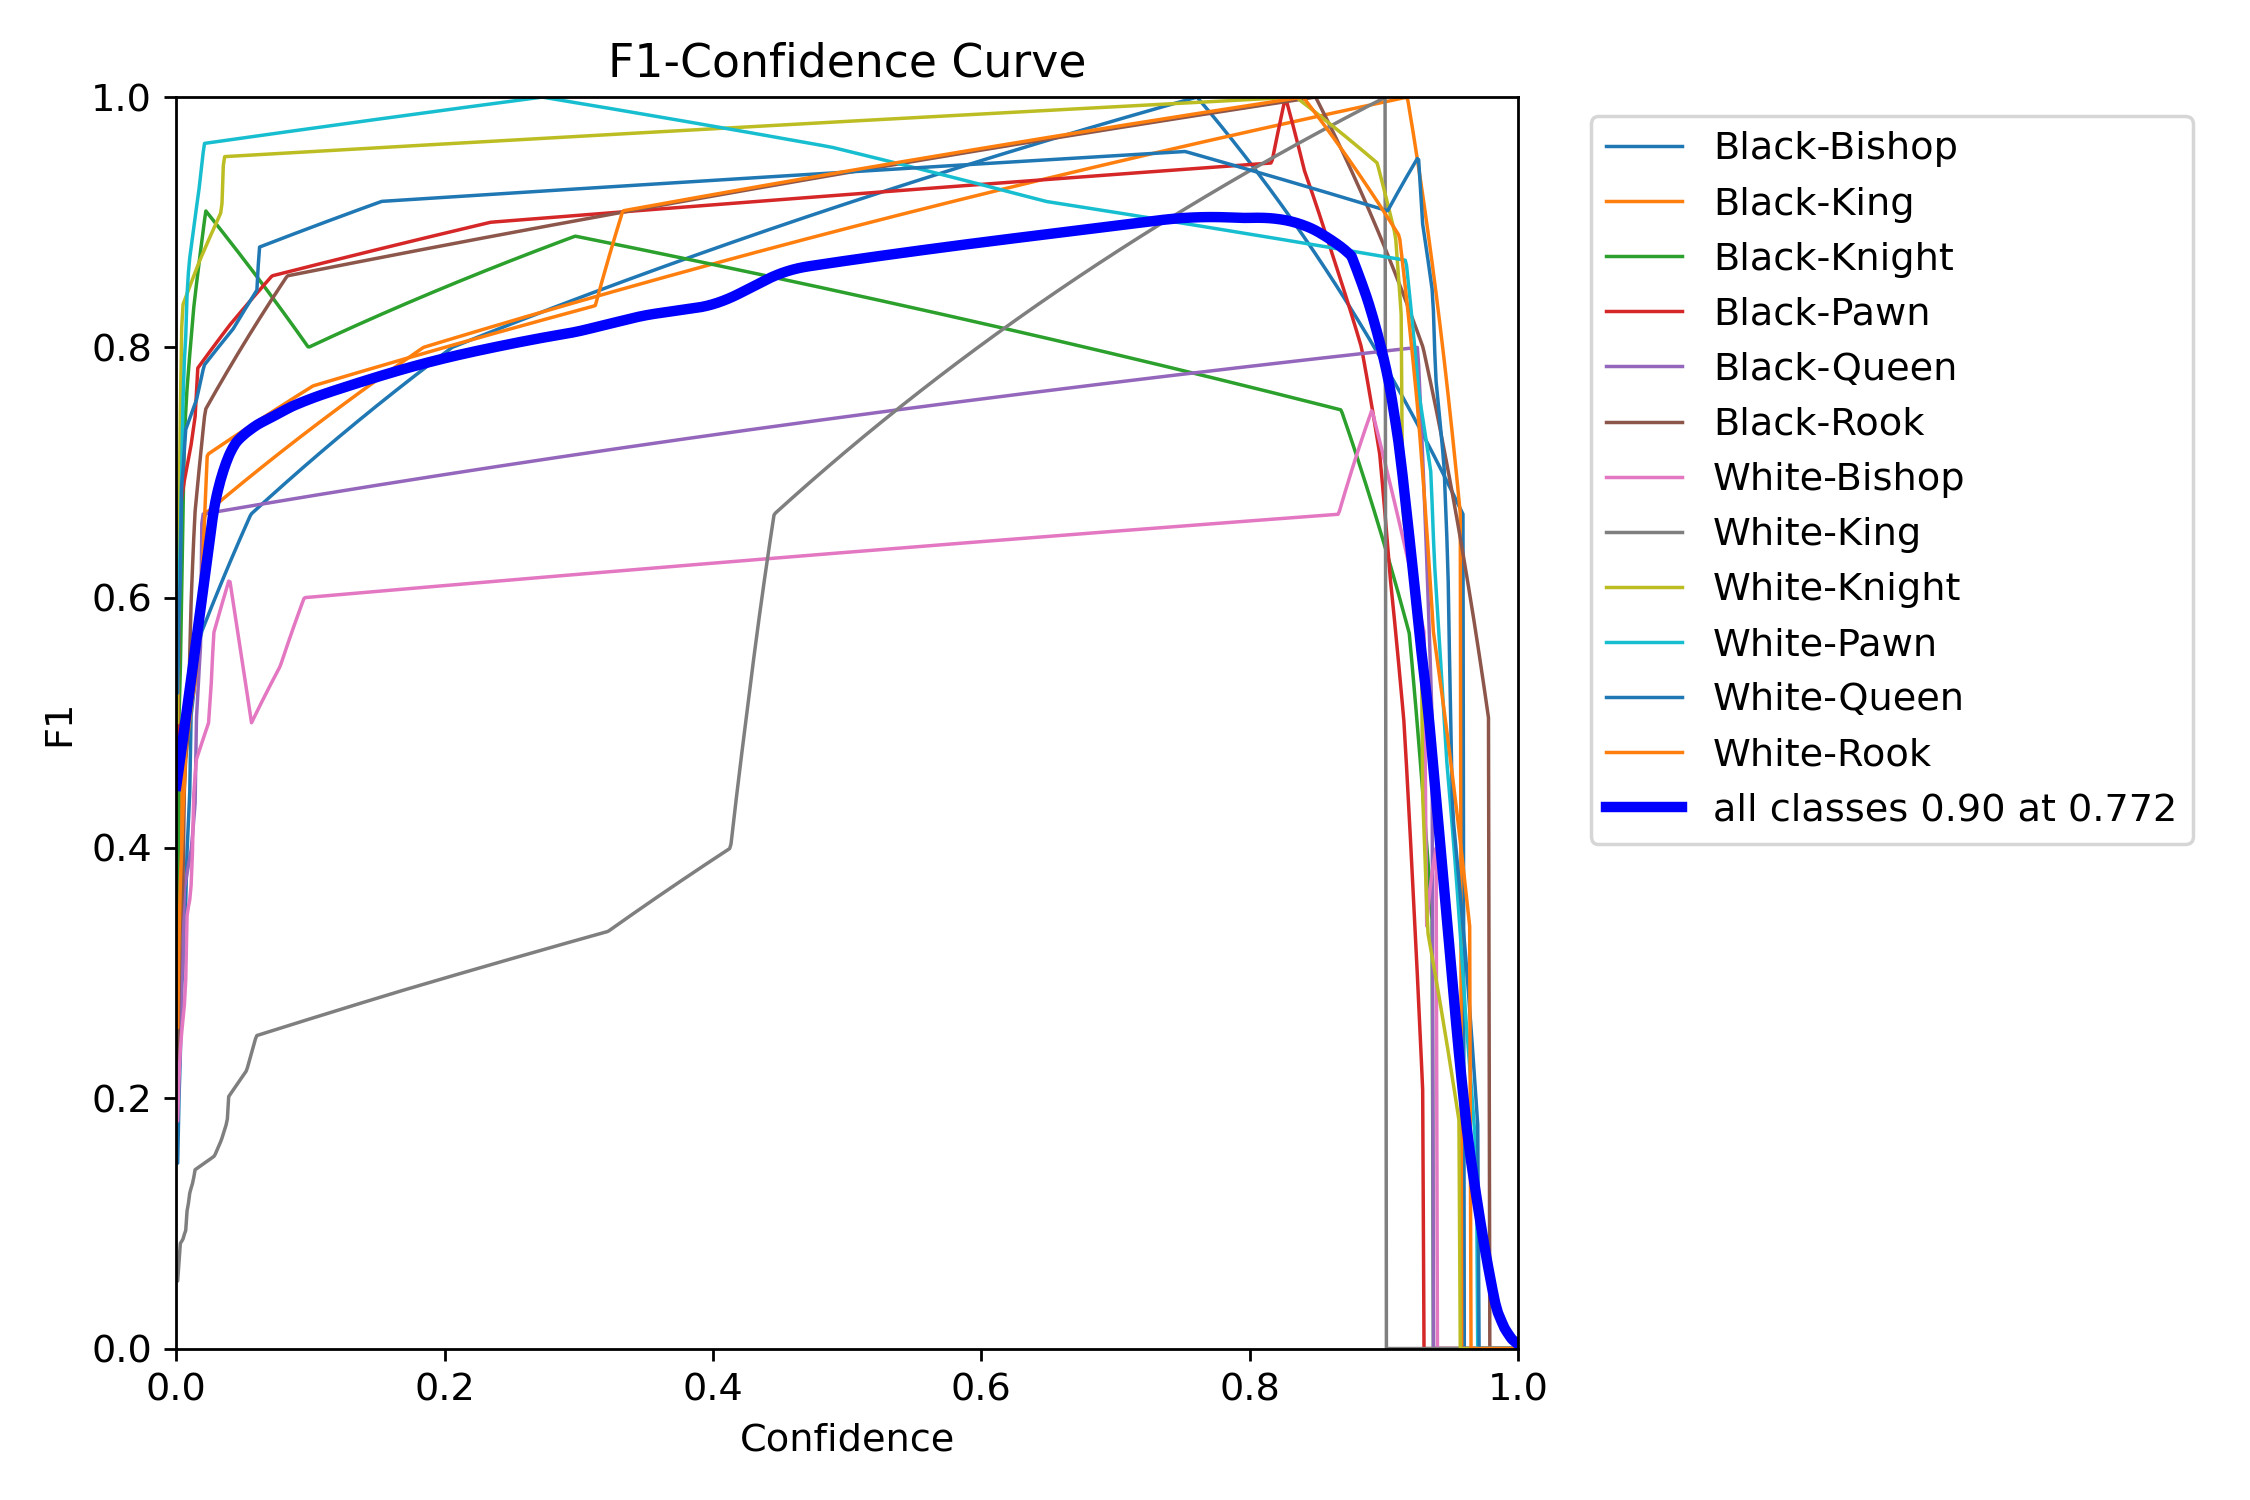 F1-Confidence Curve
1.0
0.8
0.6
0.4
0.2
0.0
F1
0.0 0.2 0.4 0.6 0.8 1.0
Confidence
Black-Bishop
Black-King
Black-Knight
Black-Pawn
Black-Queen
Black-Rook
White-Bishop
White-King
White-Knight
White-Pawn
White-Queen
White-Rook
all classes 0.90 at 0.772